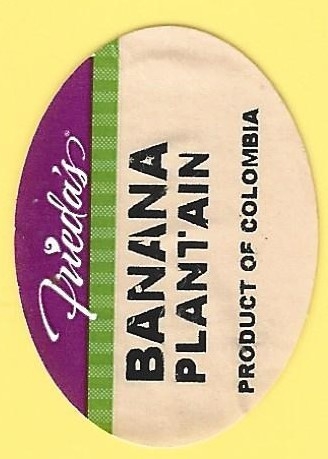 Frieda's®
BANANA
PLANTAIN
PRODUCT OF COLOMBIA